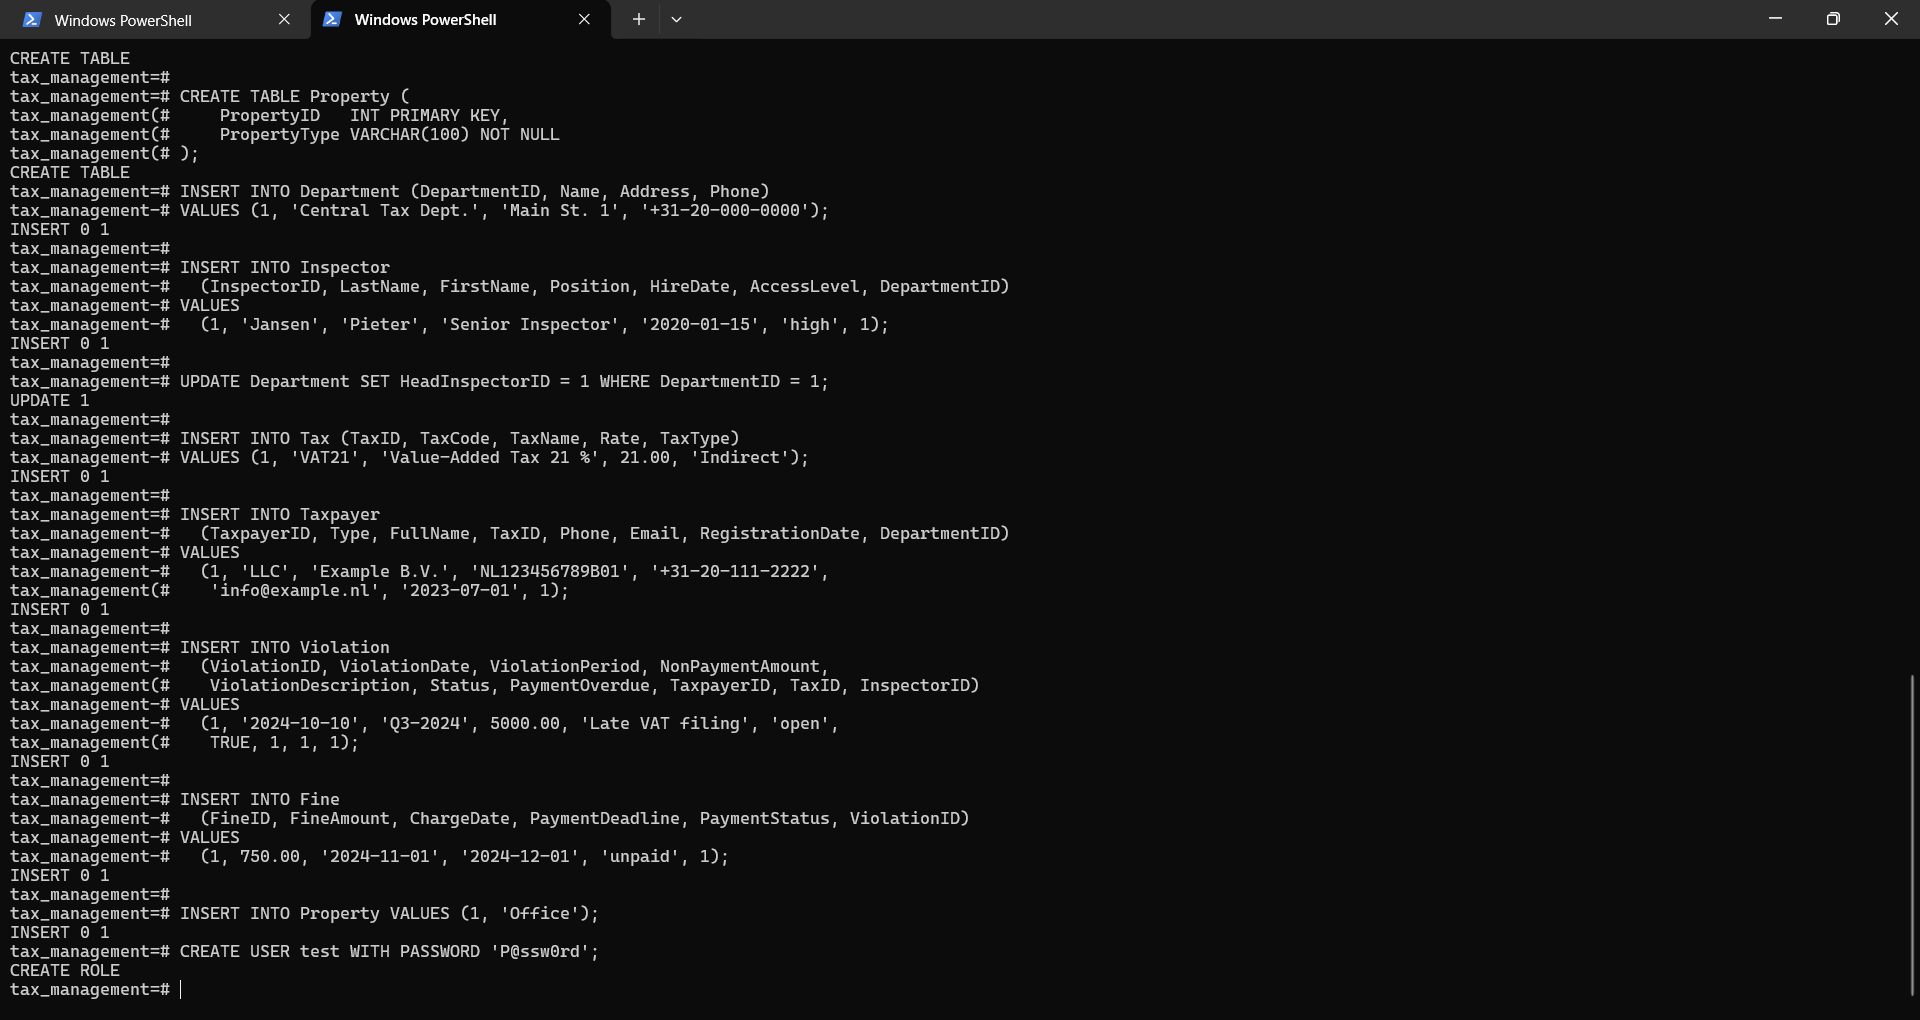 Windows PowerShell
Windows PowerShell
CREATE TABLE
tax_management=#
tax_management=# CREATE TABLE Property (
tax_management(#     PropertyID   INT PRIMARY KEY,
tax_management(#     PropertyType VARCHAR(100) NOT NULL
tax_management(# );
CREATE TABLE
tax_management=# INSERT INTO Department (DepartmentID, Name, Address, Phone)
tax_management-# VALUES (1, 'Central Tax Dept.', 'Main St. 1', '+31-20-000-0000');
INSERT 0 1
tax_management=#
tax_management=# INSERT INTO Inspector
tax_management-#   (InspectorID, LastName, FirstName, Position, HireDate, AccessLevel, DepartmentID)
tax_management-# VALUES
tax_management-#   (1, 'Jansen', 'Pieter', 'Senior Inspector', '2020-01-15', 'high', 1);
INSERT 0 1
tax_management=#
tax_management=# UPDATE Department SET HeadInspectorID = 1 WHERE DepartmentID = 1;
UPDATE 1
tax_management=#
tax_management=# INSERT INTO Tax (TaxID, TaxCode, TaxName, Rate, TaxType)
tax_management-# VALUES (1, 'VAT21', 'Value-Added Tax 21 %', 21.00, 'Indirect');
INSERT 0 1
tax_management=#
tax_management=# INSERT INTO Taxpayer
tax_management-#   (TaxpayerID, Type, FullName, TaxID, Phone, Email, RegistrationDate, DepartmentID)
tax_management-# VALUES
tax_management-#   (1, 'LLC', 'Example B.V.', 'NL123456789B01', '+31-20-111-2222',
tax_management(#    'info@example.nl', '2023-07-01', 1);
INSERT 0 1
tax_management=#
tax_management=# INSERT INTO Violation
tax_management-#   (ViolationID, ViolationDate, ViolationPeriod, NonPaymentAmount,
tax_management(#    ViolationDescription, Status, PaymentOverdue, TaxpayerID, TaxID, InspectorID)
tax_management-# VALUES
tax_management-#   (1, '2024-10-10', 'Q3-2024', 5000.00, 'Late VAT filing', 'open',
tax_management(#    TRUE, 1, 1, 1);
INSERT 0 1
tax_management=#
tax_management=# INSERT INTO Fine
tax_management-#   (FineID, FineAmount, ChargeDate, PaymentDeadline, PaymentStatus, ViolationID)
tax_management-# VALUES
tax_management-#   (1, 750.00, '2024-11-01', '2024-12-01', 'unpaid', 1);
INSERT 0 1
tax_management=#
tax_management=# INSERT INTO Property VALUES (1, 'Office');
INSERT 0 1
tax_management=# CREATE USER test WITH PASSWORD 'P@ssw0rd';
CREATE ROLE
tax_management=#